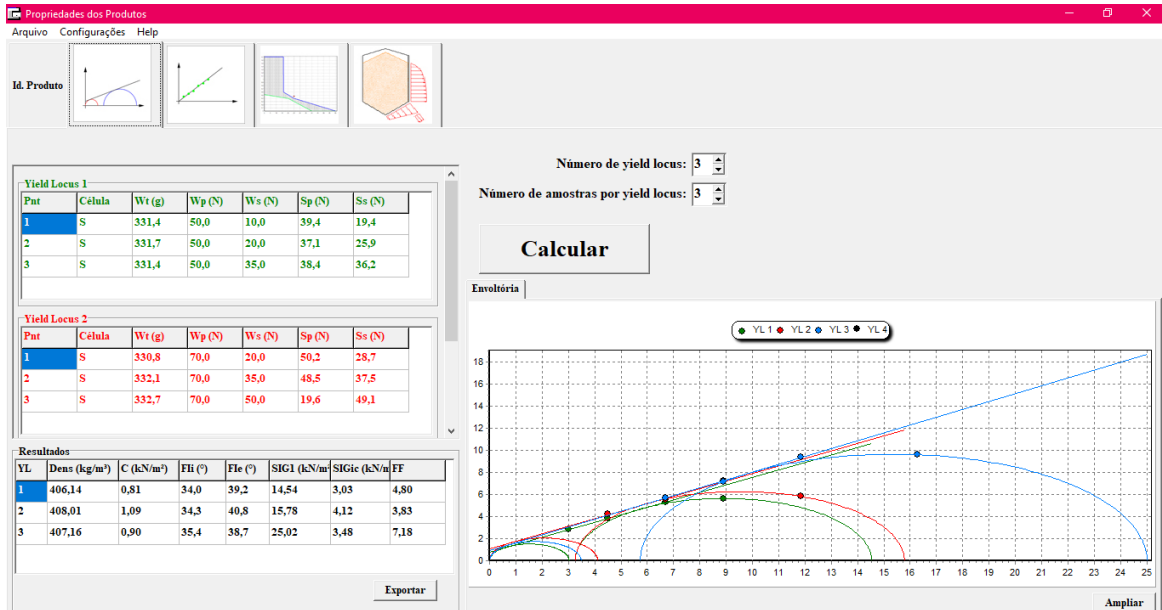 Propriedades dos Produtos
Arquivo Configurações Help
Id. Produto
Número de yield locus: 3
Número de amostras por yield locus: 3
Calcular
Yield Locus 1
Pnt Célula Wt (g) Wp (N) Ws (N) Sp (N) Ss (N)
1 S 331,4 50,0 10,0 39,4 19,4
2 S 331,7 50,0 20,0 37,1 25,9
3 S 331,4 50,0 35,0 38,4 36,2
Yield Locus 2
Pnt Célula Wt (g) Wp (N) Ws (N) Sp (N) Ss (N)
1 S 330,8 70,0 20,0 50,2 28,7
2 S 332,1 70,0 35,0 48,5 37,5
3 S 332,7 70,0 50,0 19,6 49,1
Resultados
YL Dens (kg/m³) C (kN/m²) FIi (°) FIe (°) SIG1 (kN/m² SIGic (kN/n FF
1 406,14 0,81 34,0 39,2 14,54 3,03 4,80
2 408,01 1,09 34,3 40,8 15,78 4,12 3,83
3 407,16 0,90 35,4 38,7 25,02 3,48 7,18
Exportar
Envoltória
YL 1 YL 2 YL 3 YL 4
18
16
14
12
10
8
6
4
2
0
0 1 2 3 4 5 6 7 8 9 10 11 12 13 14 15 16 17 18 19 20 21 22 23 24 25
Ampliar